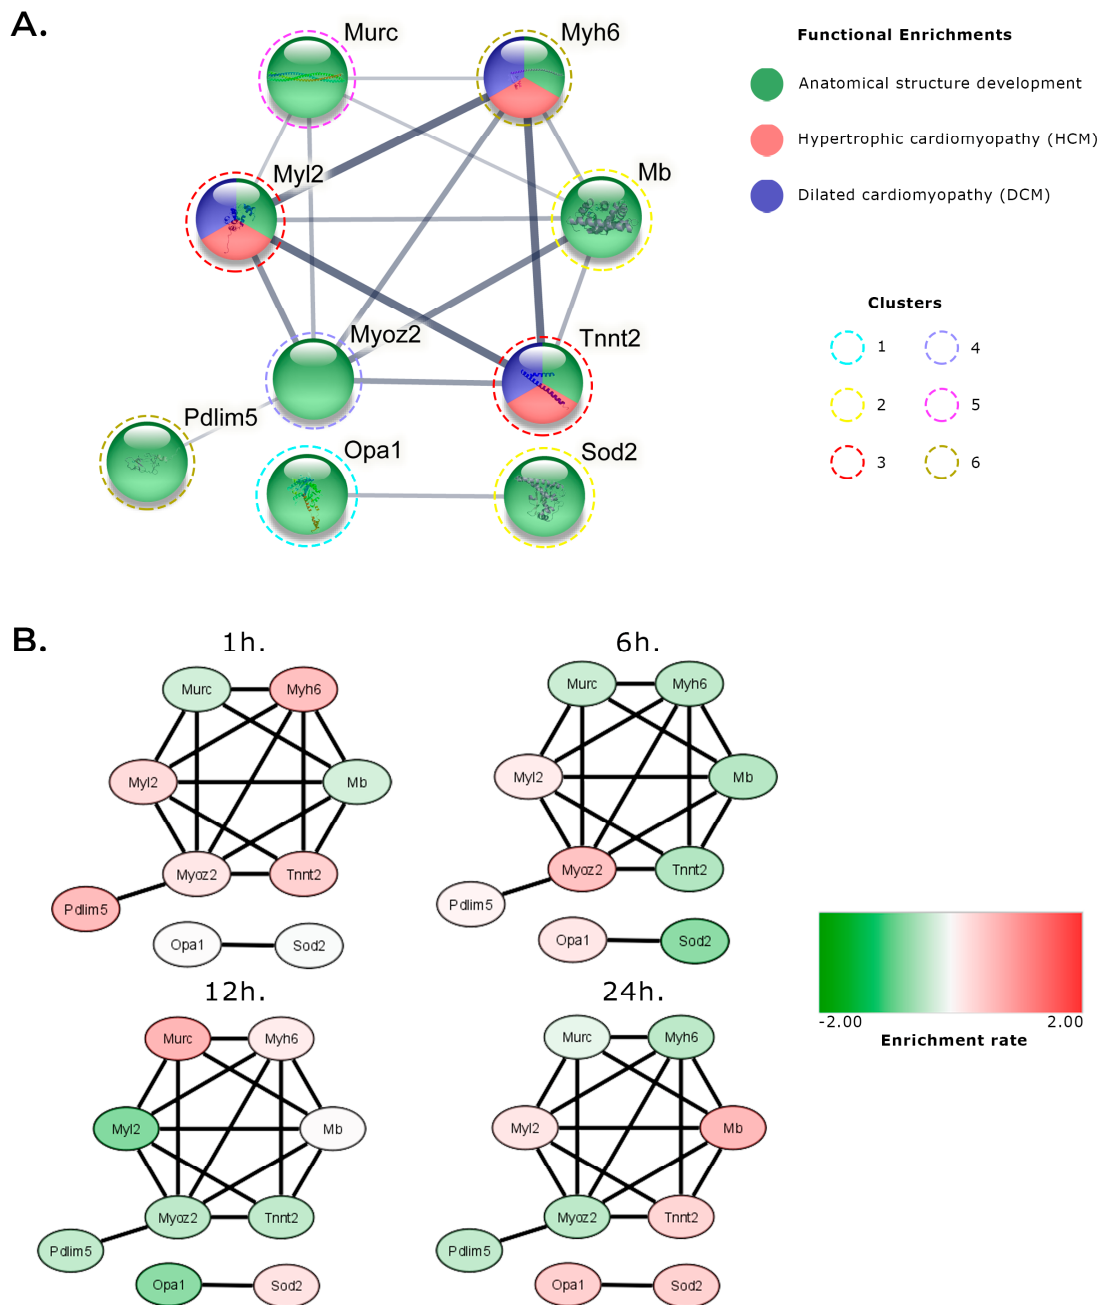 A.
Murc
Myh6
Myl2
Mb
Myoz2
Tnnt2
Pdlim5
Opa1
Sod2
Functional Enrichments
Anatomical structure development
Hypertrophic cardiomyopathy (HCM)
Dilated cardiomyopathy (DCM)
Clusters
1 4
2 5
3 6
B.
1h.
Murc
Myh6
Myl2
Mb
Myoz2
Tnnt2
Pdlim5
Opa1
Sod2
6h.
Murc
Myh6
Myl2
Mb
Myoz2
Tnnt2
Pdlim5
Opa1
Sod2
12h.
Murc
Myh6
Myl2
Mb
Myoz2
Tnnt2
Pdlim5
Opa1
Sod2
24h.
Murc
Myh6
Myl2
Mb
Myoz2
Tnnt2
Pdlim5
Opa1
Sod2
-2.00 2.00
Enrichment rate